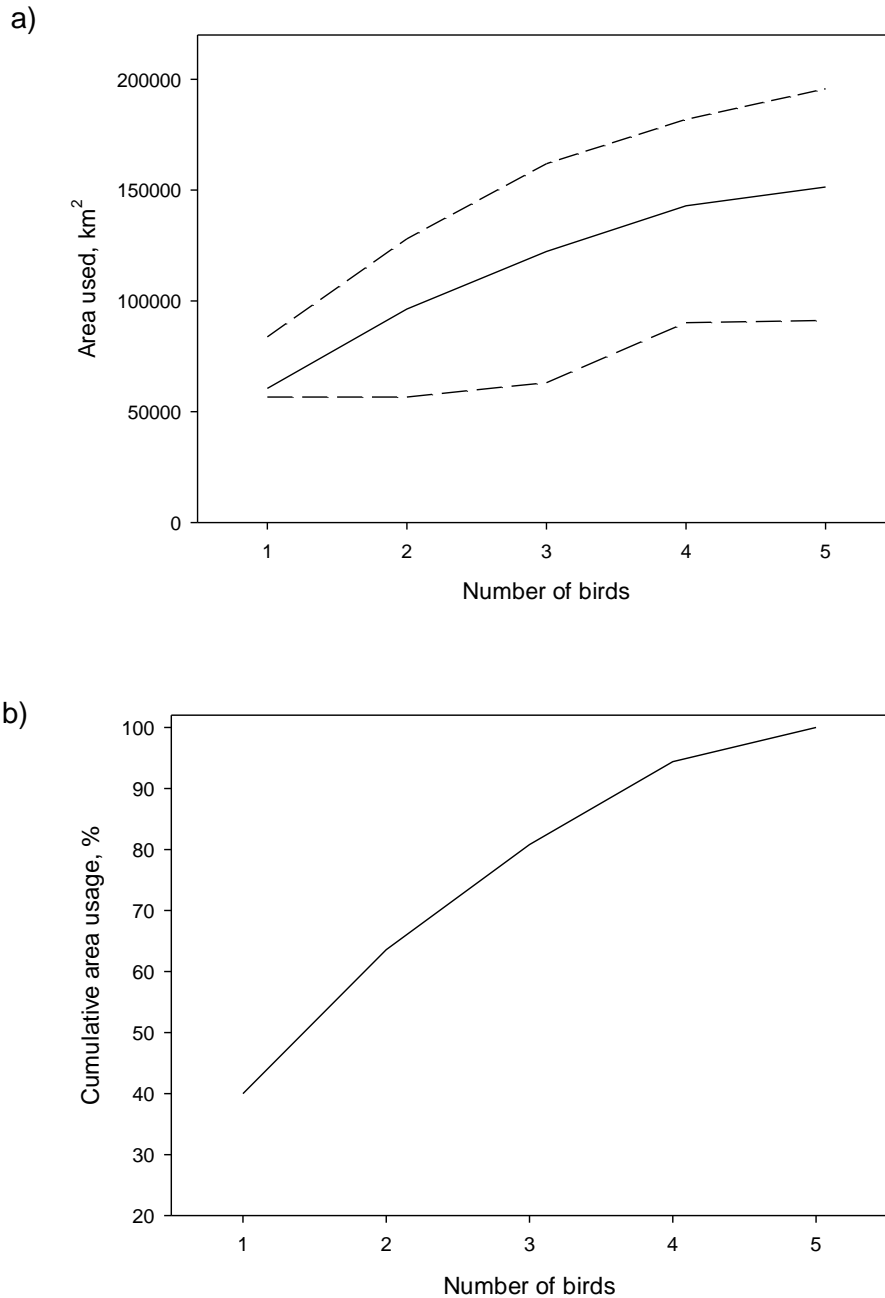 a)
200000
150000
100000
50000
0
Area used, km²
1 2 3 4 5
Number of birds
b)
100
90
80
70
60
50
40
30
20
Cumulative area usage, %
1 2 3 4 5
Number of birds